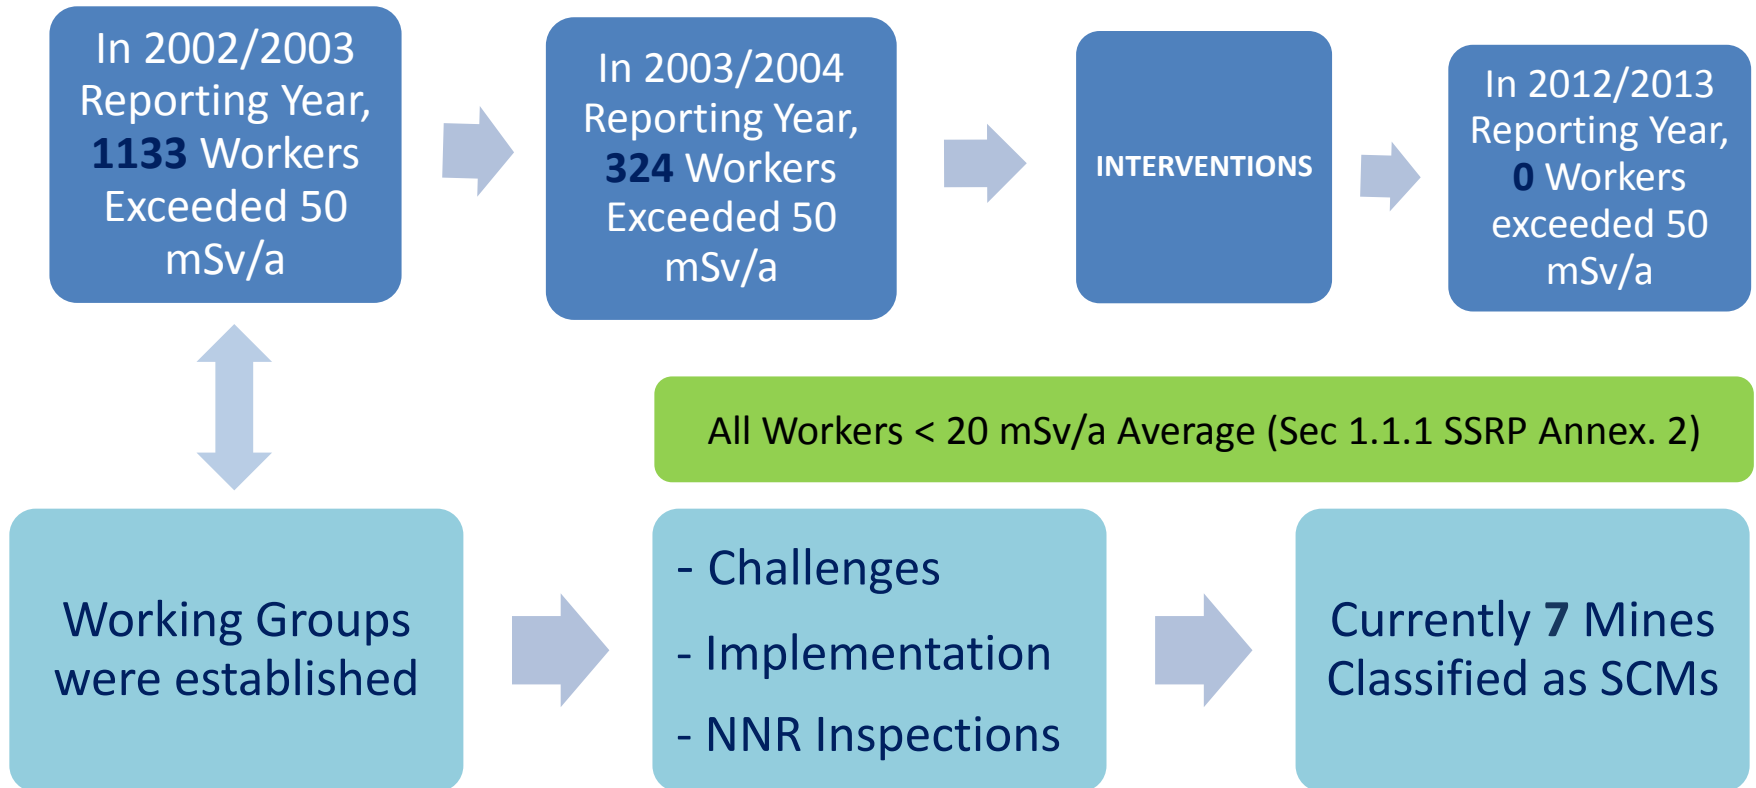 In 2002/2003
Reporting Year,
1133 Workers
Exceeded 50
mSv/a
In 2003/2004
Reporting Year,
324 Workers
Exceeded 50
mSv/a
INTERVENTIONS
In 2012/2013
Reporting Year,
0 Workers
exceeded 50
mSv/a
All Workers < 20 mSv/a Average (Sec 1.1.1 SSRP Annex. 2)
Working Groups
were established
- Challenges
- Implementation
- NNR Inspections
Currently 7 Mines
Classified as SCMs